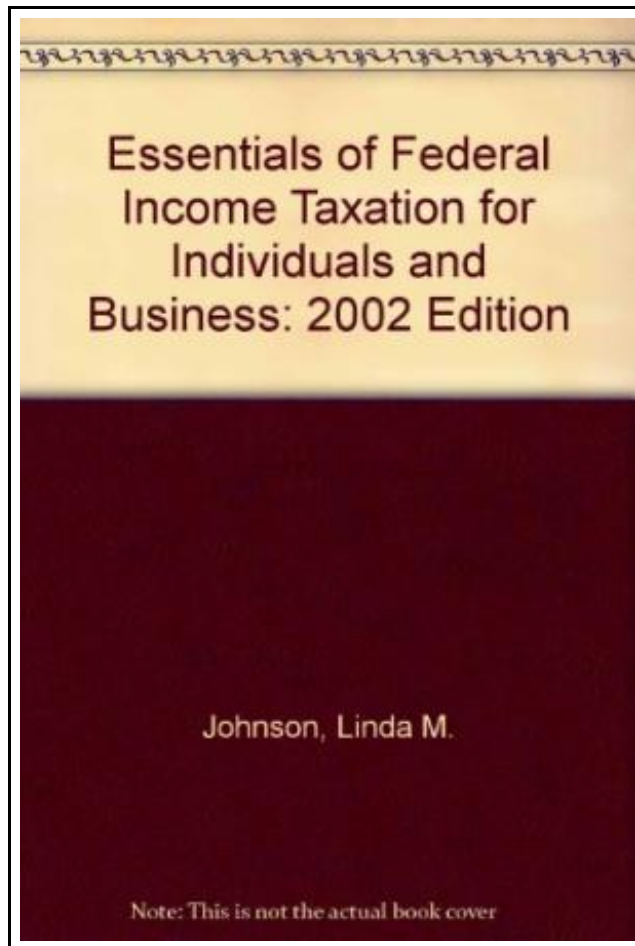 Essentials of Federal
Income Taxation for
Individuals and
Business: 2002 Edition
Johnson, Linda M.
Note: This is not the actual book cover